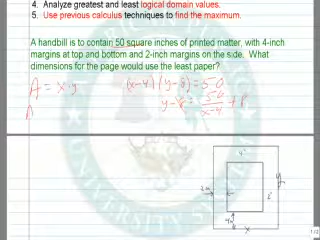 4. Analyze greatest and least logical domain values.
5. Use previous calculus techniques to find the maximum.
A handbill is to contain 50 square inches of printed matter, with 4-inch
margins at top and bottom and 2-inch margins on the side. What
dimensions for the page would use the least paper?
A = x·y (x-4)(y-8)=50
y-8 = 50/x-4 + 8
A
4"
y
2in
2"
4in
x